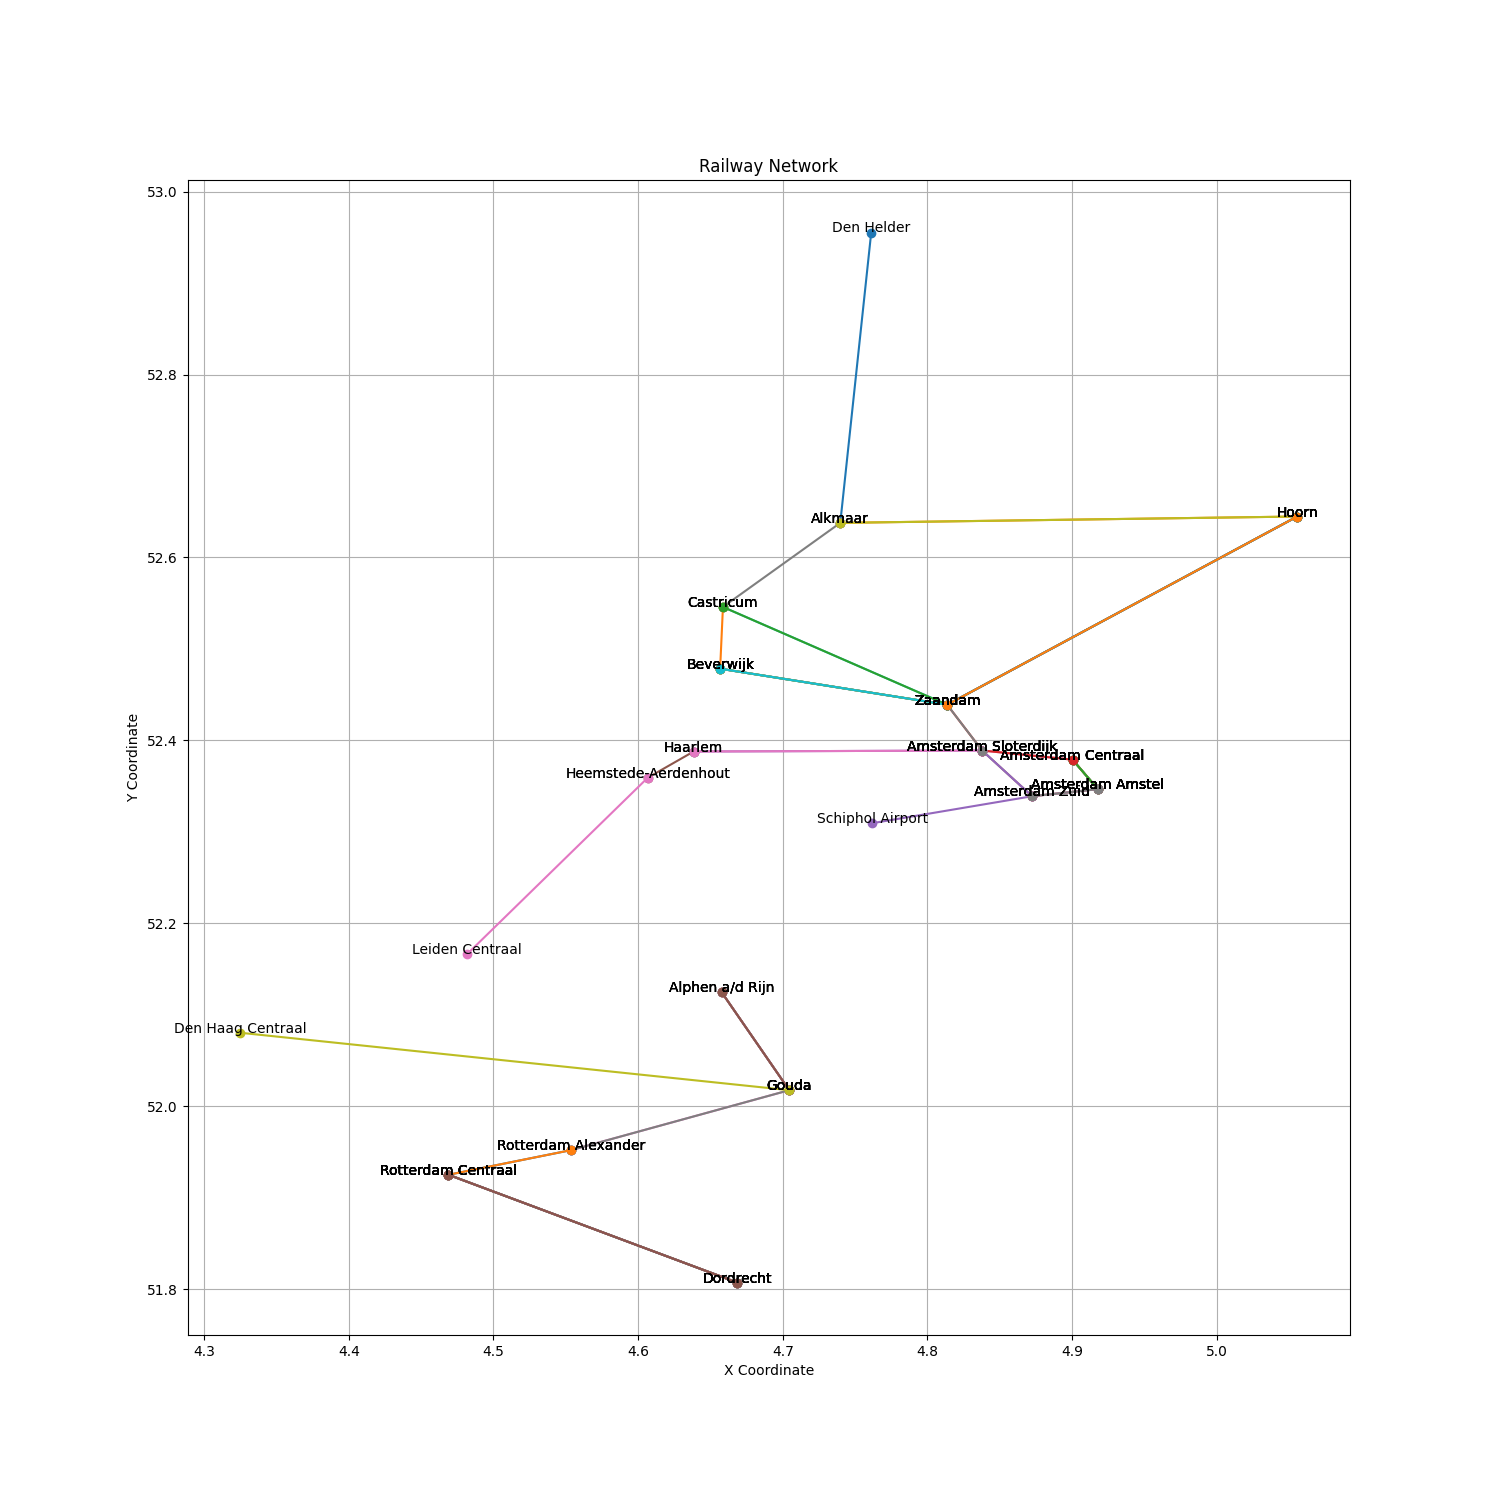 Railway Network
53.0
Den Helder
52.8
Alkmaar
Hoorn
52.6
Castricum
Beverwijk
Zaandam
Y Coordinate
52.4
Haarlem
Amsterdam Sloterdijk
Amsterdam Centraal
Heemstede-Aerdenhout
Amsterdam Amstel
Amsterdam Zuid
Schiphol Airport
52.2
Leiden Centraal
Alphen a/d Rijn
Den Haag Centraal
Gouda
52.0
Rotterdam Alexander
Rotterdam Centraal
Dordrecht
51.8
4.3 4.4 4.5 4.6 4.7 4.8 4.9 5.0
X Coordinate